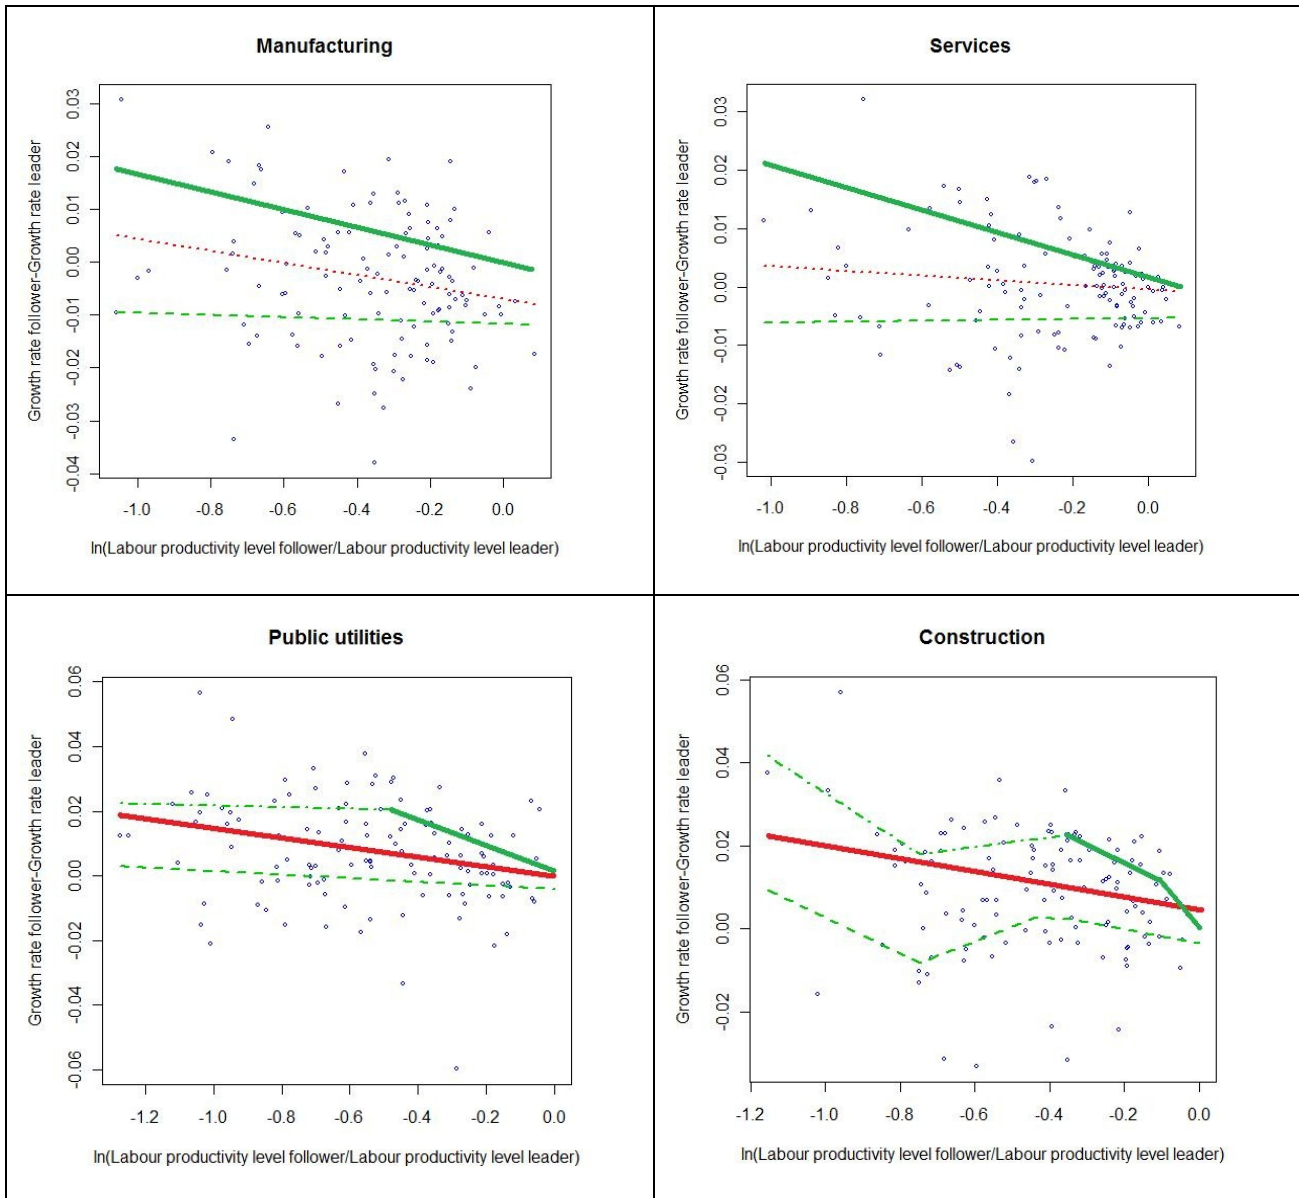 Manufacturing
Growth rate follower-Growth rate leader
0.03
0.02
0.01
0.00
-0.01
-0.02
-0.03
-0.04
-1.0 -0.8 -0.6 -0.4 -0.2 0.0
ln(Labour productivity level follower/Labour productivity level leader)
Services
Growth rate follower-Growth rate leader
0.03
0.02
0.01
0.00
-0.01
-0.02
-0.03
-1.0 -0.8 -0.6 -0.4 -0.2 0.0
ln(Labour productivity level follower/Labour productivity level leader)
Public utilities
Growth rate follower-Growth rate leader
0.06
0.04
0.02
0.00
-0.02
-0.04
-0.06
-1.2 -1.0 -0.8 -0.6 -0.4 -0.2 0.0
ln(Labour productivity level follower/Labour productivity level leader)
Construction
Growth rate follower-Growth rate leader
0.06
0.04
0.02
0.00
-0.02
-1.2 -1.0 -0.8 -0.6 -0.4 -0.2 0.0
ln(Labour productivity level follower/Labour productivity level leader)